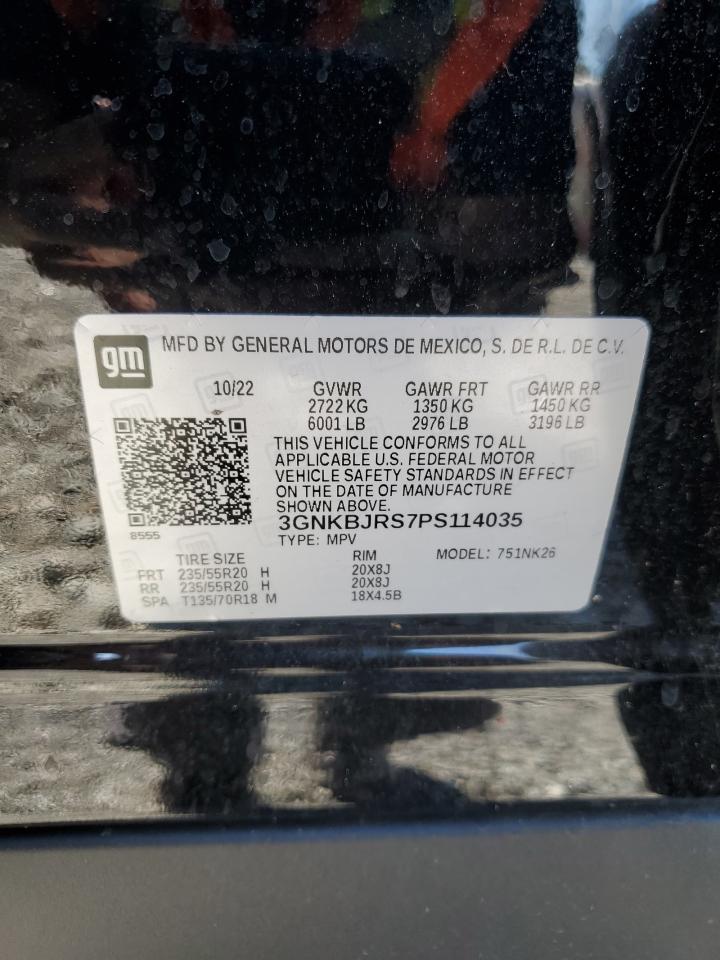 gm MFD BY GENERAL MOTORS DE MEXICO, S. DE R.L. DE C.V.
10/22 GVWR GAWR FRT GAWR RR
2722 KG 1350 KG 1450 KG
6001 LB 2976 LB 3196 LB
THIS VEHICLE CONFORMS TO ALL
APPLICABLE U.S. FEDERAL MOTOR
VEHICLE SAFETY STANDARDS IN EFFECT
ON THE DATE OF MANUFACTURE
SHOWN ABOVE.
3GNKBJRS7PS114035
8555
TYPE: MPV
TIRE SIZE RIM MODEL: 751NK26
FRT 235/55R20 H 20X8J
RR 235/55R20 H 20X8J
SPA T135/70R18 M 18X4.5B